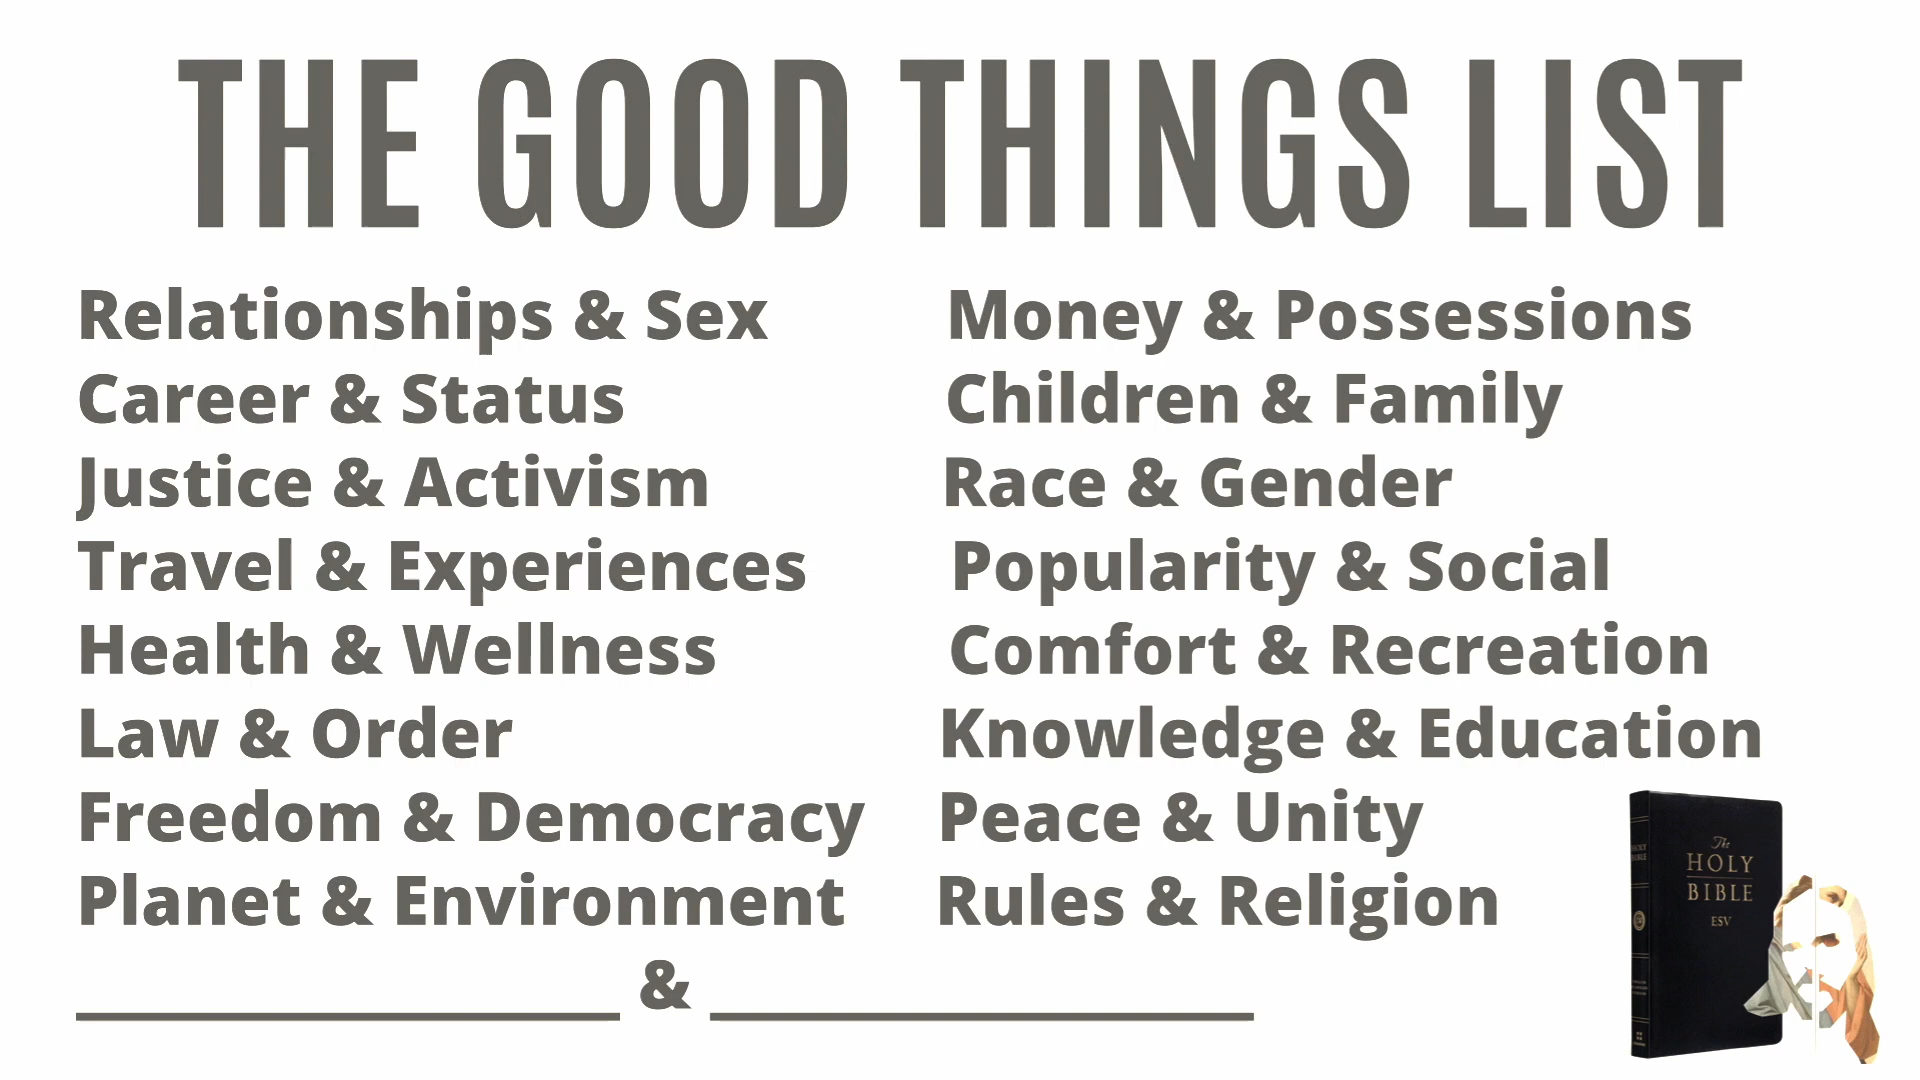 THE GOOD THINGS LIST
Relationships & Sex
Career & Status
Justice & Activism
Travel & Experiences
Health & Wellness
Law & Order
Freedom & Democracy
Planet & Environment
Money & Possessions
Children & Family
Race & Gender
Popularity & Social
Comfort & Recreation
Knowledge & Education
Peace & Unity
Rules & Religion
____________________ & ____________________
The
HOLY
BIBLE
ESV